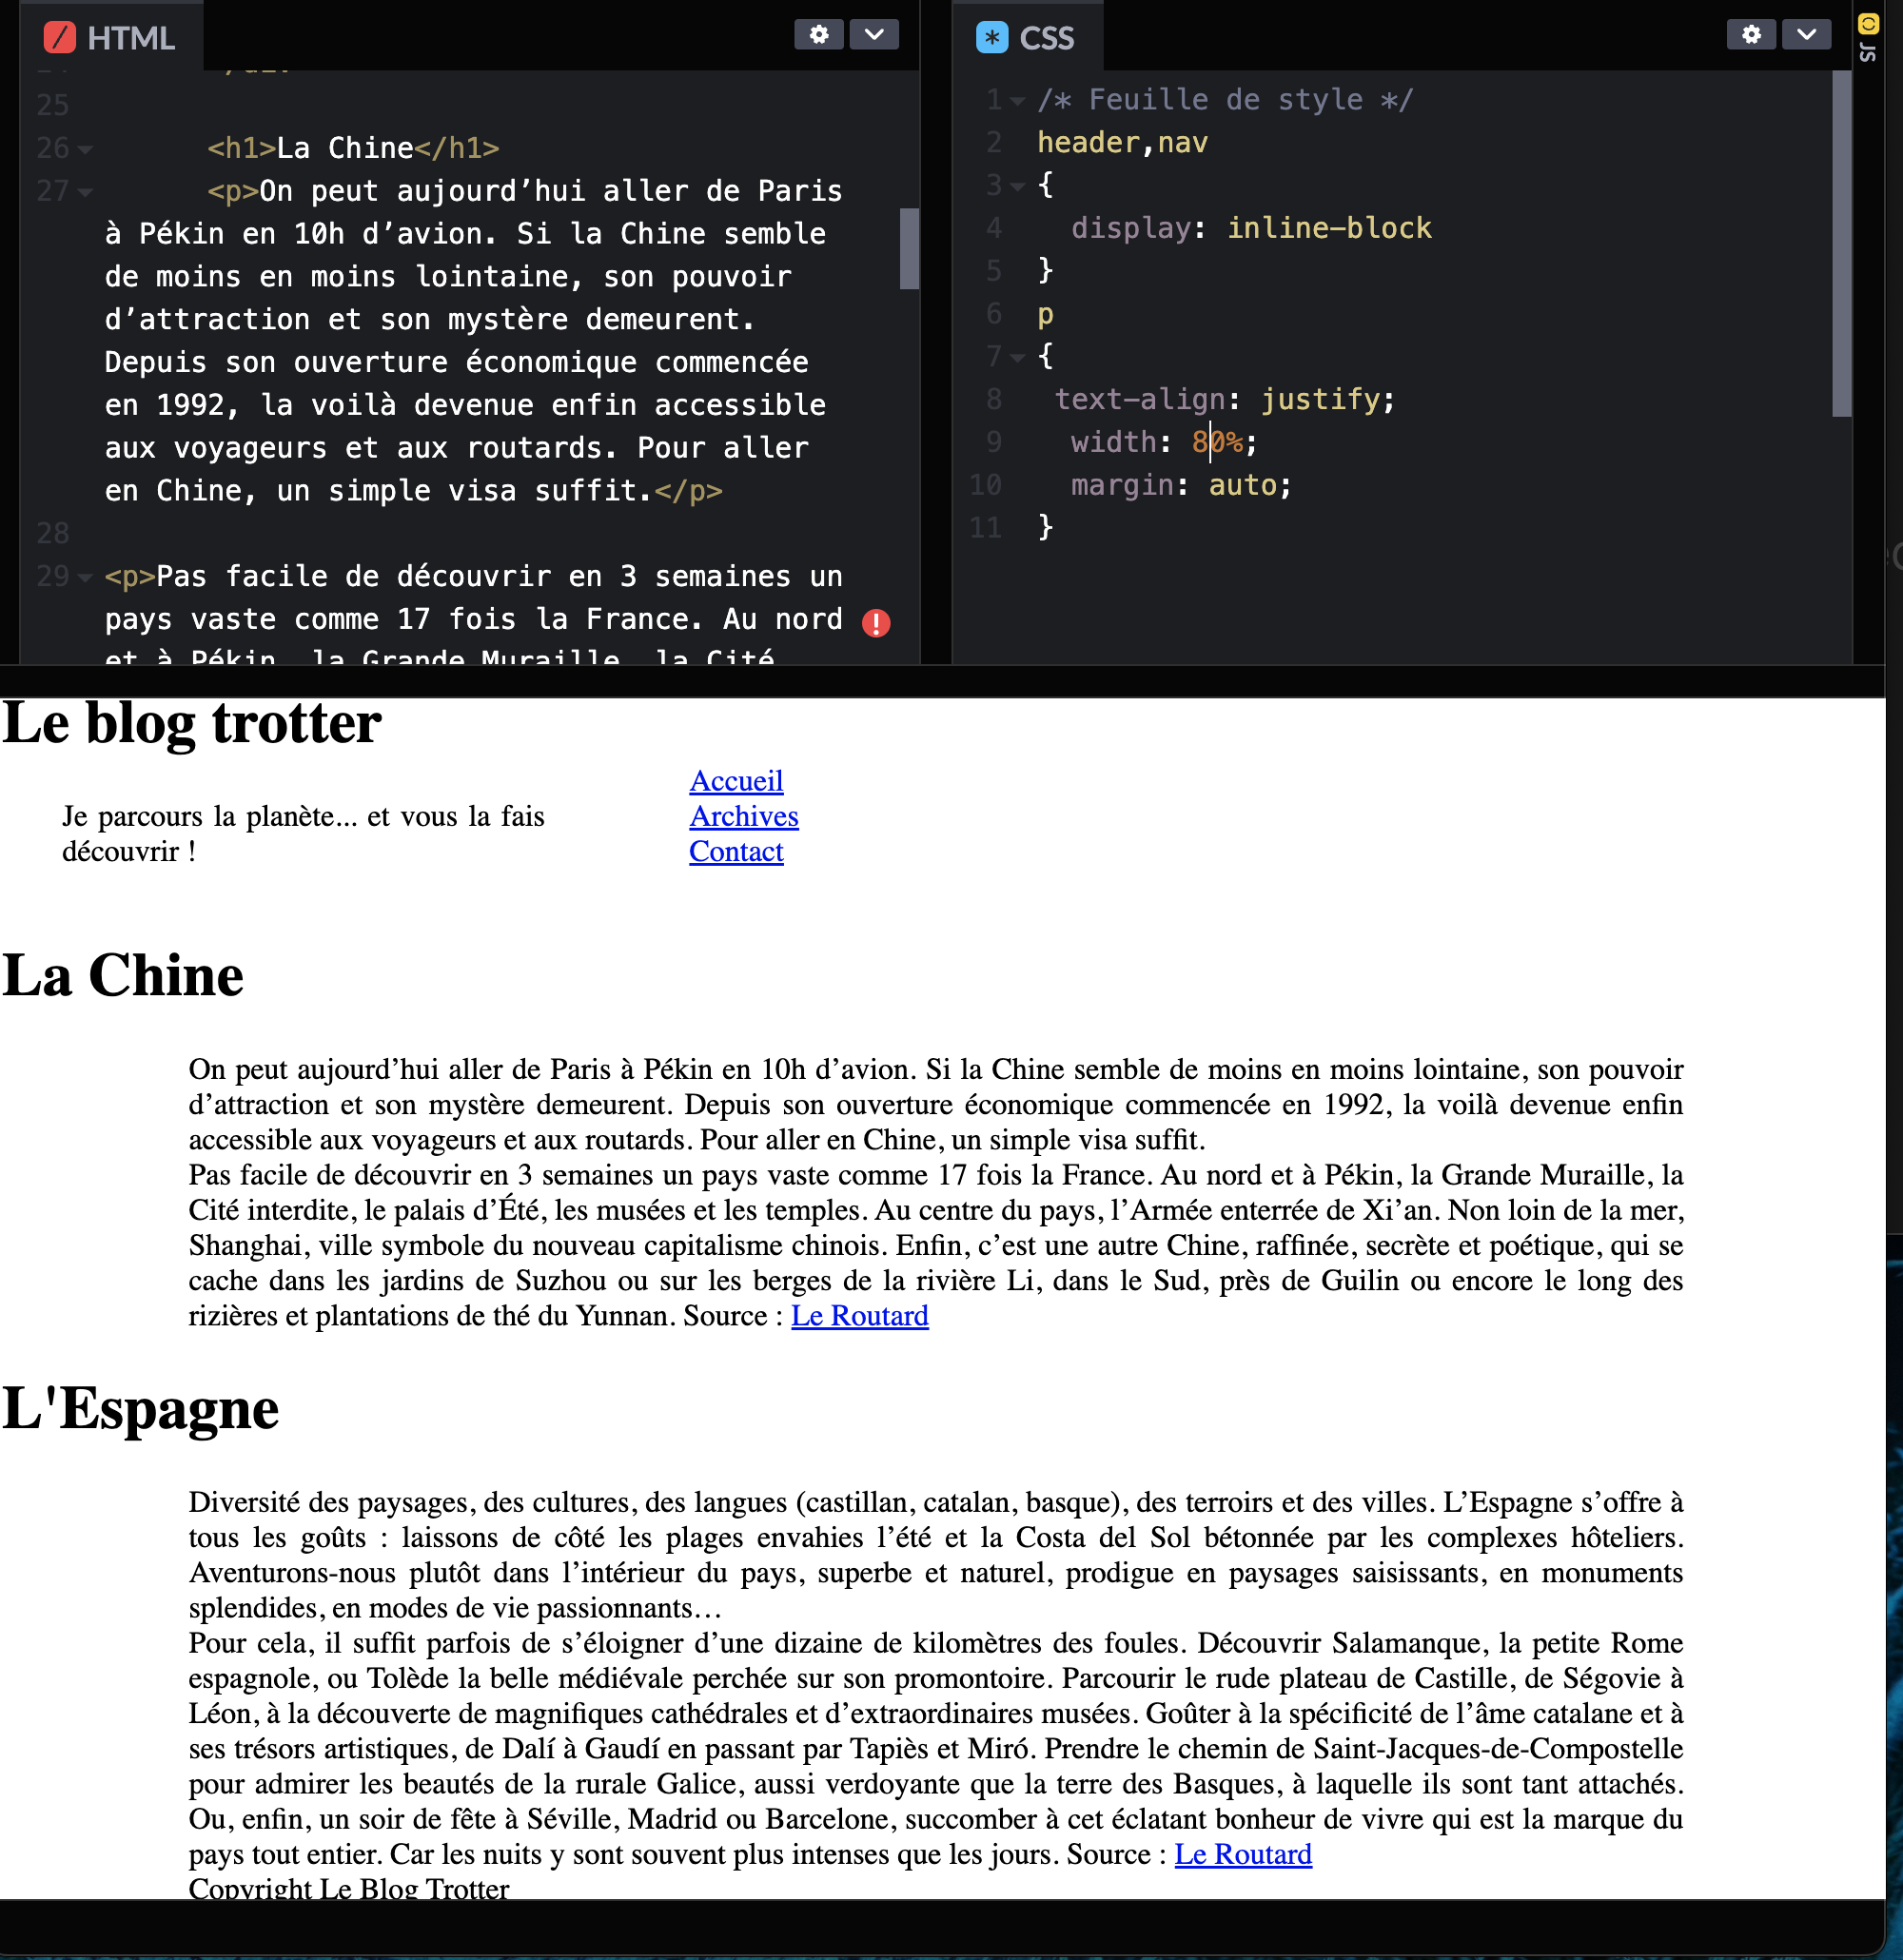 HTML
25
26 <h1>La Chine</h1>
27 <p>On peut aujourd’hui aller de Paris
à Pékin en 10h d’avion. Si la Chine semble
de moins en moins lointaine, son pouvoir
d’attraction et son mystère demeurent.
Depuis son ouverture économique commencée
en 1992, la voilà devenue enfin accessible
aux voyageurs et aux routards. Pour aller
en Chine, un simple visa suffit.</p>
28
29 <p>Pas facile de découvrir en 3 semaines un
pays vaste comme 17 fois la France. Au nord
et à Pékin, la Grande Muraille, la Cité
CSS
1 /* Feuille de style */
2 header,nav
3 {
4 display: inline-block
5 }
6 p
7 {
8 text-align: justify;
9 width: 80%;
10 margin: auto;
11 }
JS
Le blog trotter
Je parcours la planète... et vous la fais
découvrir !
Accueil
Archives
Contact
La Chine
On peut aujourd’hui aller de Paris à Pékin en 10h d’avion. Si la Chine semble de moins en moins lointaine, son pouvoir
d’attraction et son mystère demeurent. Depuis son ouverture économique commencée en 1992, la voilà devenue enfin
accessible aux voyageurs et aux routards. Pour aller en Chine, un simple visa suffit.
Pas facile de découvrir en 3 semaines un pays vaste comme 17 fois la France. Au nord et à Pékin, la Grande Muraille, la
Cité interdite, le palais d’Été, les musées et les temples. Au centre du pays, l’Armée enterrée de Xi’an. Non loin de la mer,
Shanghai, ville symbole du nouveau capitalisme chinois. Enfin, c’est une autre Chine, raffinée, secrète et poétique, qui se
cache dans les jardins de Suzhou ou sur les berges de la rivière Li, dans le Sud, près de Guilin ou encore le long des
rizières et plantations de thé du Yunnan. Source : Le Routard
L'Espagne
Diversité des paysages, des cultures, des langues (castillan, catalan, basque), des terroirs et des villes. L’Espagne s’offre à
tous les goûts : laissons de côté les plages envahies l’été et la Costa del Sol bétonnée par les complexes hôteliers.
Aventurons-nous plutôt dans l’intérieur du pays, superbe et naturel, prodigue en paysages saisissants, en monuments
splendides, en modes de vie passionnants…
Pour cela, il suffit parfois de s’éloigner d’une dizaine de kilomètres des foules. Découvrir Salamanque, la petite Rome
espagnole, ou Tolède la belle médiévale perchée sur son promontoire. Parcourir le rude plateau de Castille, de Ségovie à
Léon, à la découverte de magnifiques cathédrales et d’extraordinaires musées. Goûter à la spécificité de l’âme catalane et à
ses trésors artistiques, de Dalí à Gaudí en passant par Tapiès et Miró. Prendre le chemin de Saint-Jacques-de-Compostelle
pour admirer les beautés de la rurale Galice, aussi verdoyante que la terre des Basques, à laquelle ils sont tant attachés.
Ou, enfin, un soir de fête à Séville, Madrid ou Barcelone, succomber à cet éclatant bonheur de vivre qui est la marque du
pays tout entier. Car les nuits y sont souvent plus intenses que les jours. Source : Le Routard
Copyright Le Blog Trotter